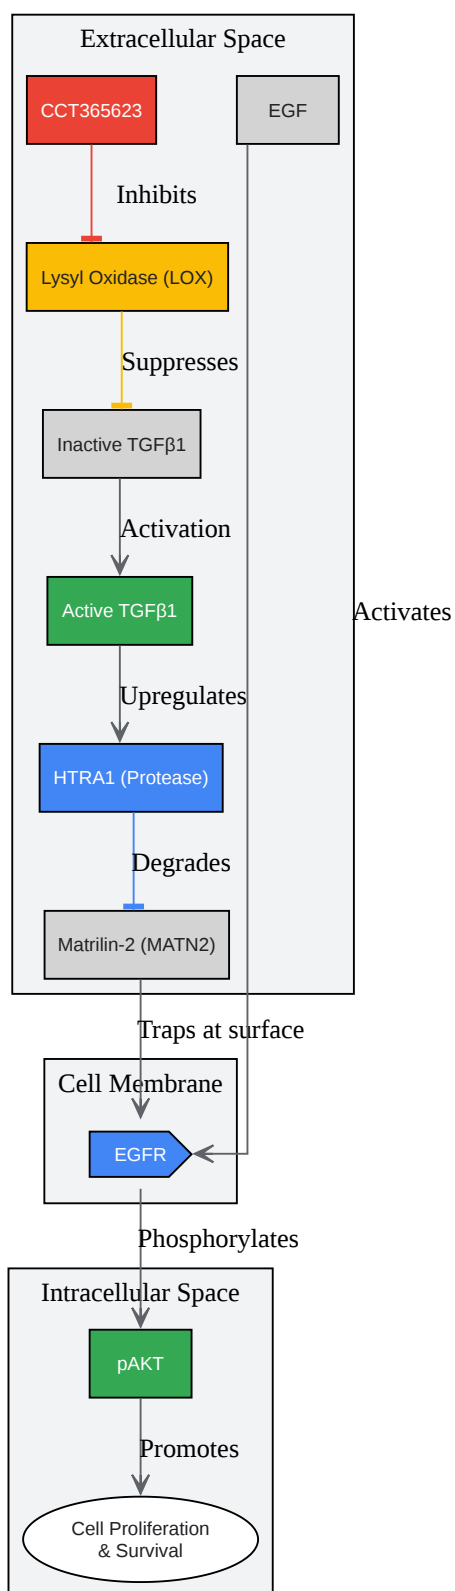 Extracellular Space
CCT365623
EGF
Inhibits
Lysyl Oxidase (LOX)
Suppresses
Inactive TGFβ1
Activation
Active TGFβ1
Activates
Upregulates
HTRA1 (Protease)
Degrades
Matrilin-2 (MATN2)
Traps at surface
Cell Membrane
EGFR
Phosphorylates
Intracellular Space
pAKT
Promotes
Cell Proliferation
& Survival